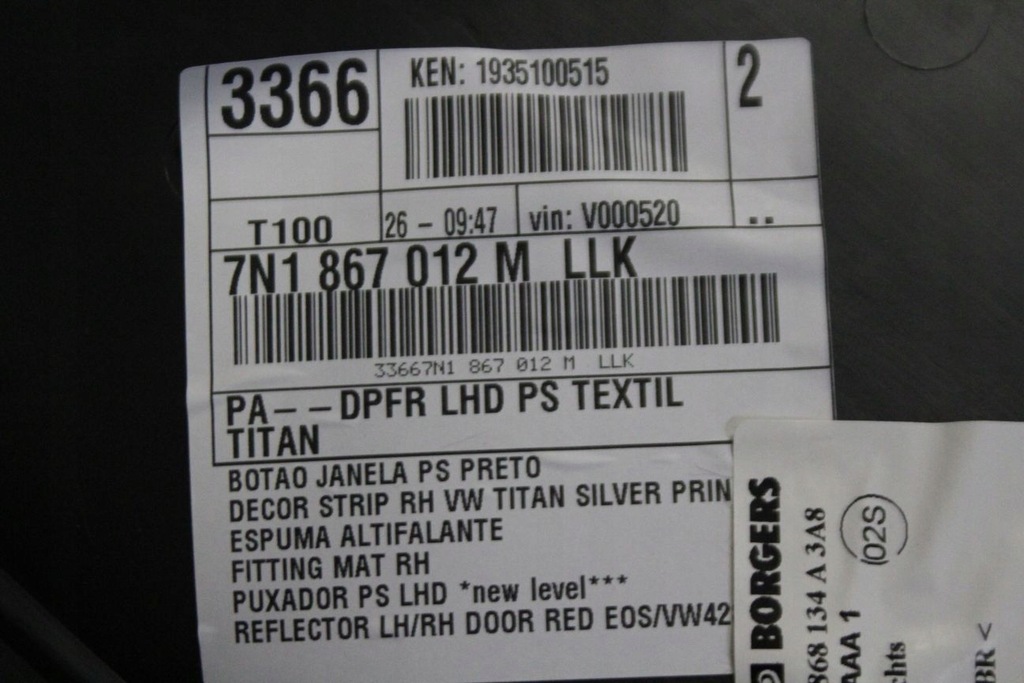 3366
KEN: 1935100515
2
T100
26 - 09:47
vin: V000520
..
7N1 867 012 M LLK
33667N1 867 012 M LLK
PA--DPFR LHD PS TEXTIL
TITAN
BOTAO JANELA PS PRETO
DECOR STRIP RH VW TITAN SILVER PRIN
ESPUMA ALTIFALANTE
FITTING MAT RH
PUXADOR PS LHD *new level***
REFLECTOR LH/RH DOOR RED EOS/VW42
BORGERS
868 134 A 3A8
AAA 1
(02S)
chts
BR <